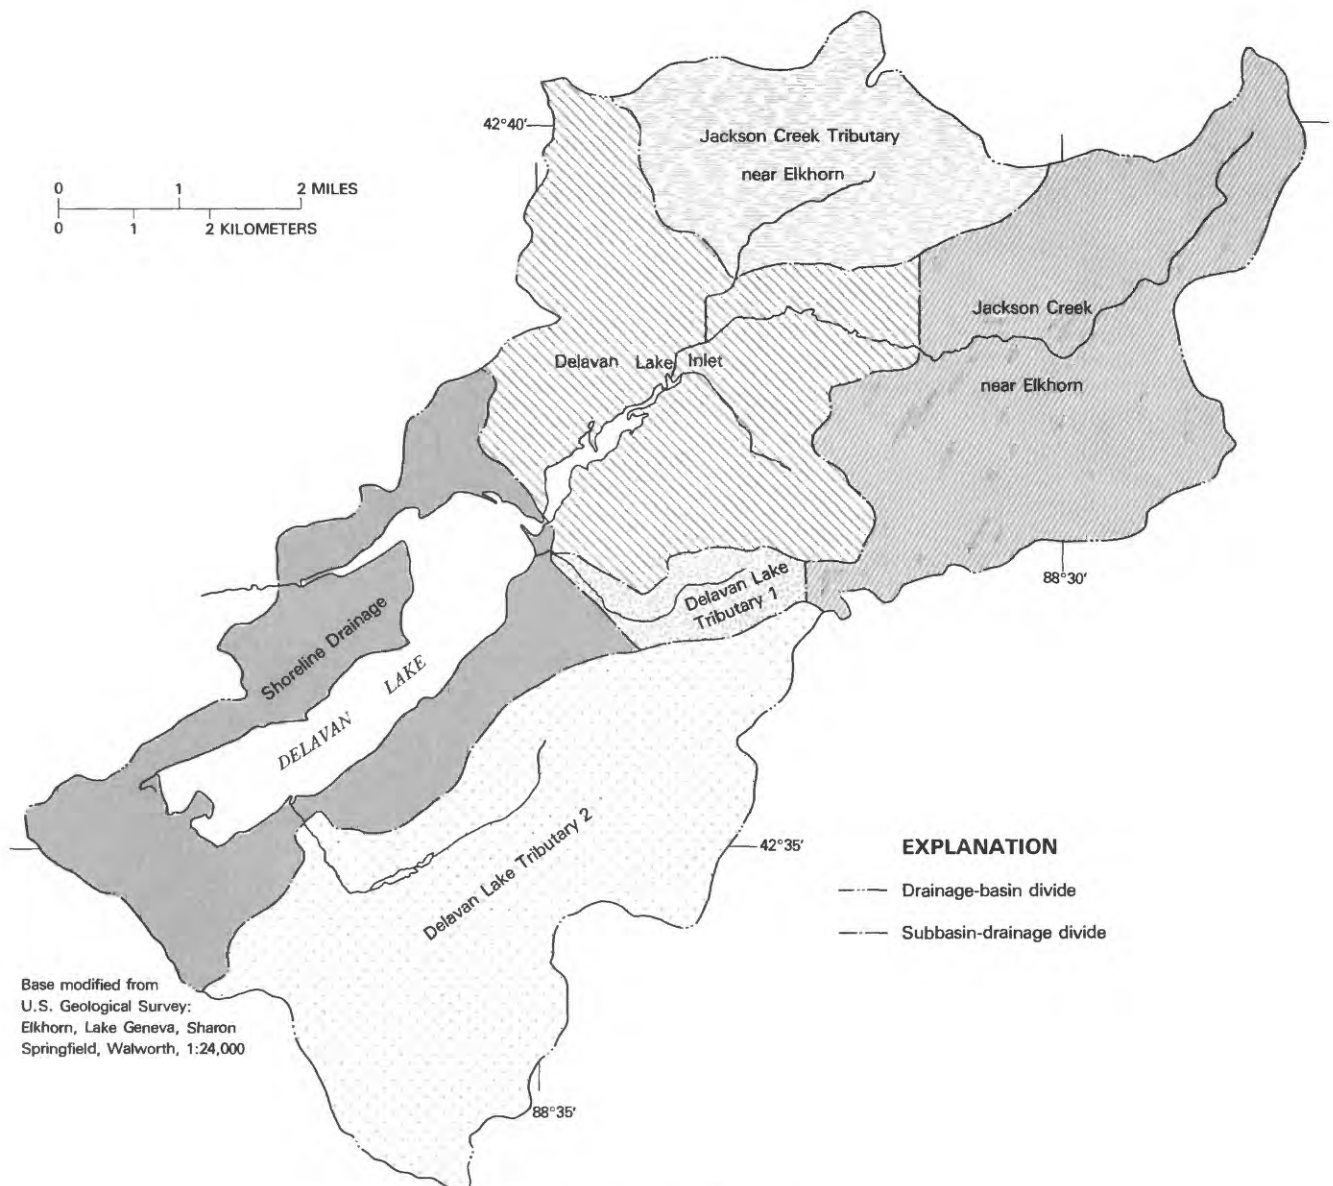 42°40'
Jackson Creek Tributary
near Elkhorn
0 1 2 MILES
0 1 2 KILOMETERS
Jackson Creek
near Elkhorn
Delavan Lake Inlet
88°30'
Delavan Lake
Tributary 1
Shoreline Drainage
DELAVAN LAKE
Delavan Lake Tributary 2
42°35'
EXPLANATION
Drainage-basin divide
Subbasin-drainage divide
Base modified from
U.S. Geological Survey:
Elkhorn, Lake Geneva, Sharon
Springfield, Walworth, 1:24,000
88°35'